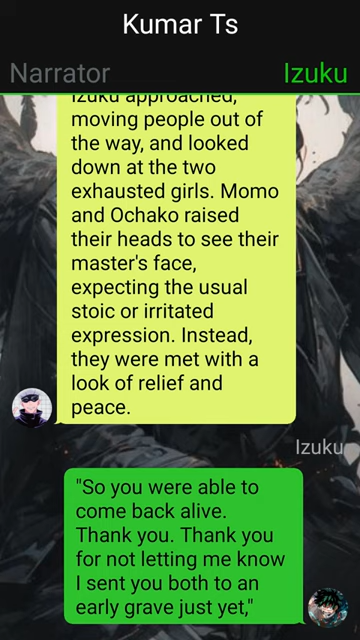 Kumar Ts
Narrator
Izuku
Izuku approached,
moving people out of
the way, and looked
down at the two
exhausted girls. Momo
and Ochako raised
their heads to see their
master's face,
expecting the usual
stoic or irritated
expression. Instead,
they were met with a
look of relief and
peace.
Izuku
"So you were able to
come back alive.
Thank you. Thank you
for not letting me know
I sent you both to an
early grave just yet,"